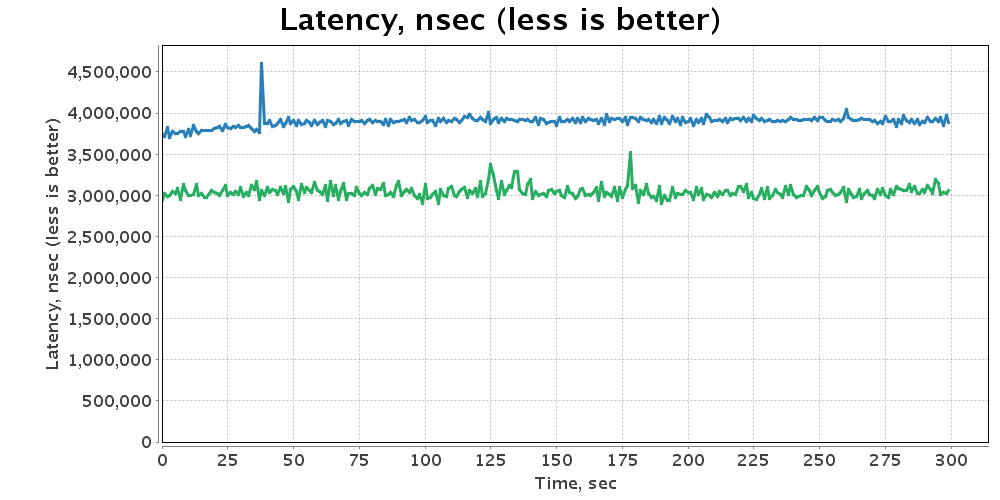 Latency, nsec (less is better)
Latency, nsec (less is better)
4,500,000
4,000,000
3,500,000
3,000,000
2,500,000
2,000,000
1,500,000
1,000,000
500,000
0
0 25 50 75 100 125 150 175 200 225 250 275 300
Time, sec